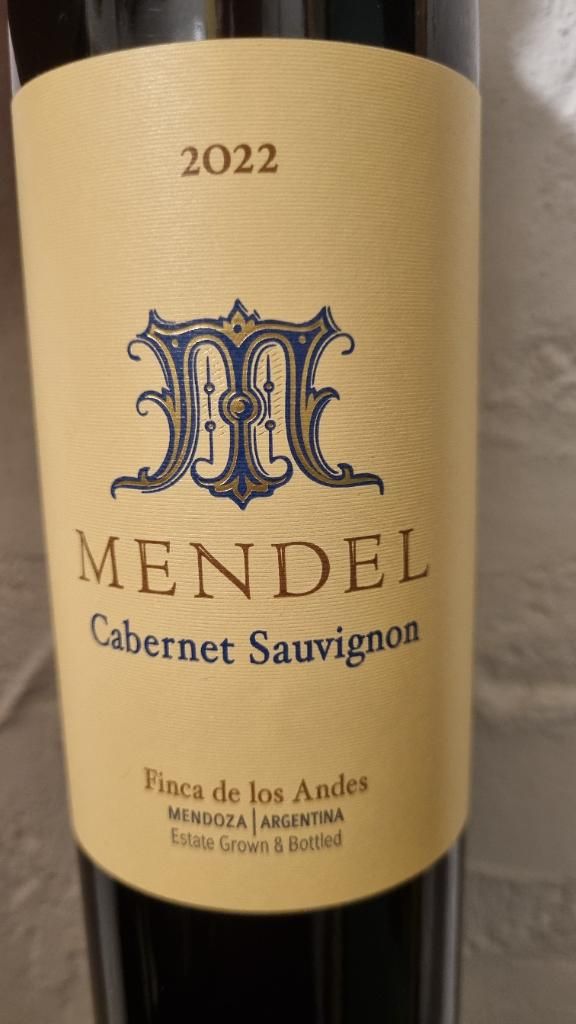 2022
M
MENDEL
Cabernet Sauvignon
Finca de los Andes
MENDOZA | ARGENTINA
Estate Grown & Bottled